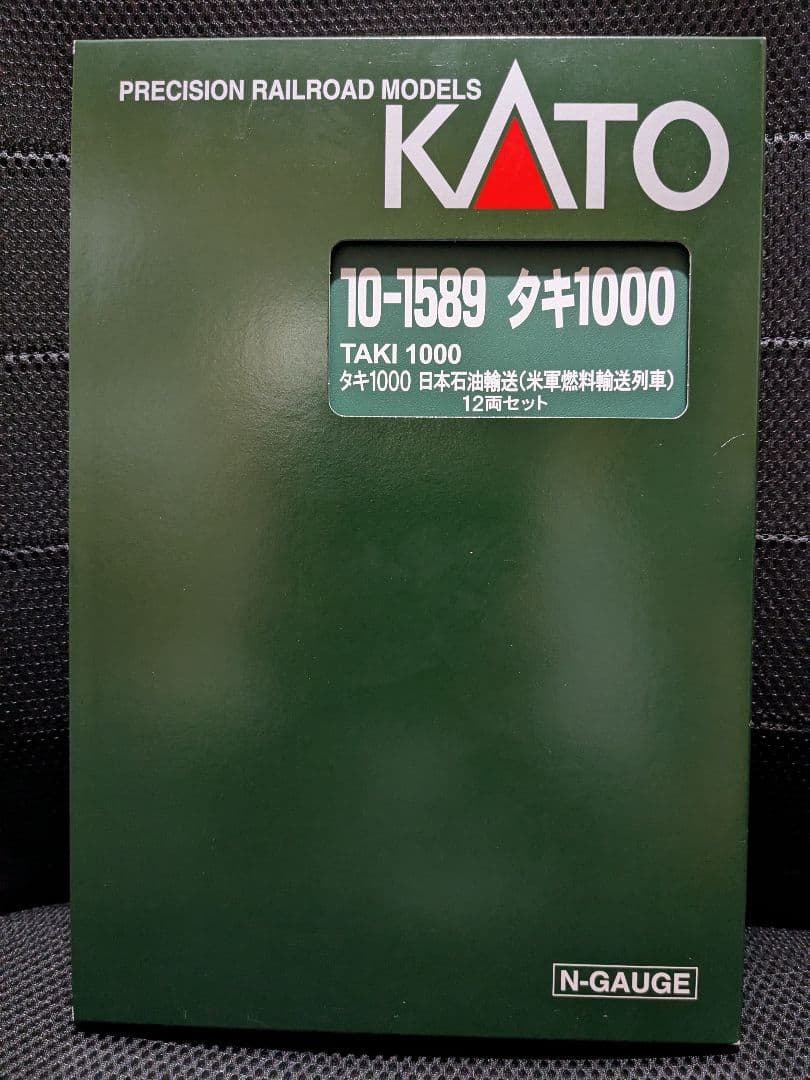 PRECISION RAILROAD MODELS
KATO
10-1589 タキ1000
TAKI 1000
タキ1000 日本石油輸送(米軍燃料輸送列車)
12両セット
N-GAUGE